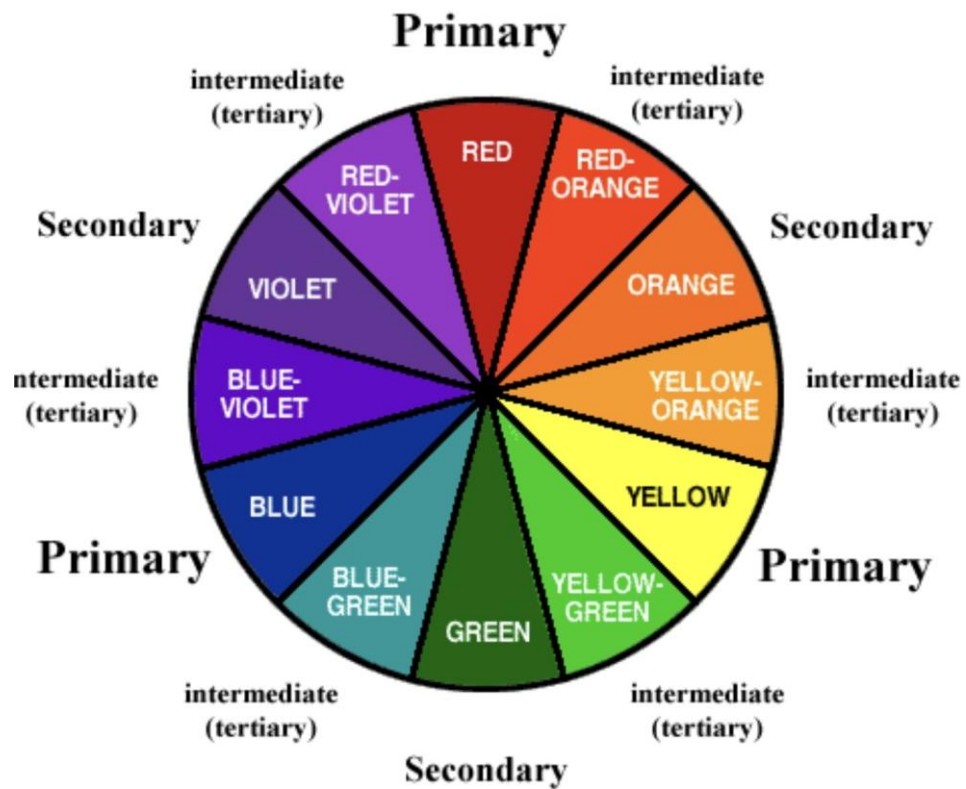 Primary
intermediate
(tertiary)
intermediate
(tertiary)
RED
RED-
ORANGE
RED-
VIOLET
Secondary
Secondary
VIOLET
ORANGE
ntermediate
(tertiary)
BLUE-
VIOLET
YELLOW-
ORANGE
intermediate
(tertiary)
BLUE
YELLOW
Primary
Primary
BLUE-
GREEN
GREEN
YELLOW-
GREEN
intermediate
(tertiary)
intermediate
(tertiary)
Secondary